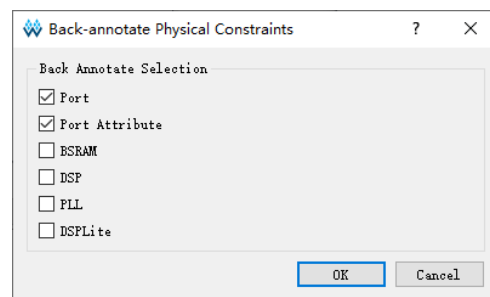 Back-annotate Physical Constraints
Back Annotate Selection
Port
Port Attribute
BSRAM
DSP
PLL
DSPLite
OK Cancel